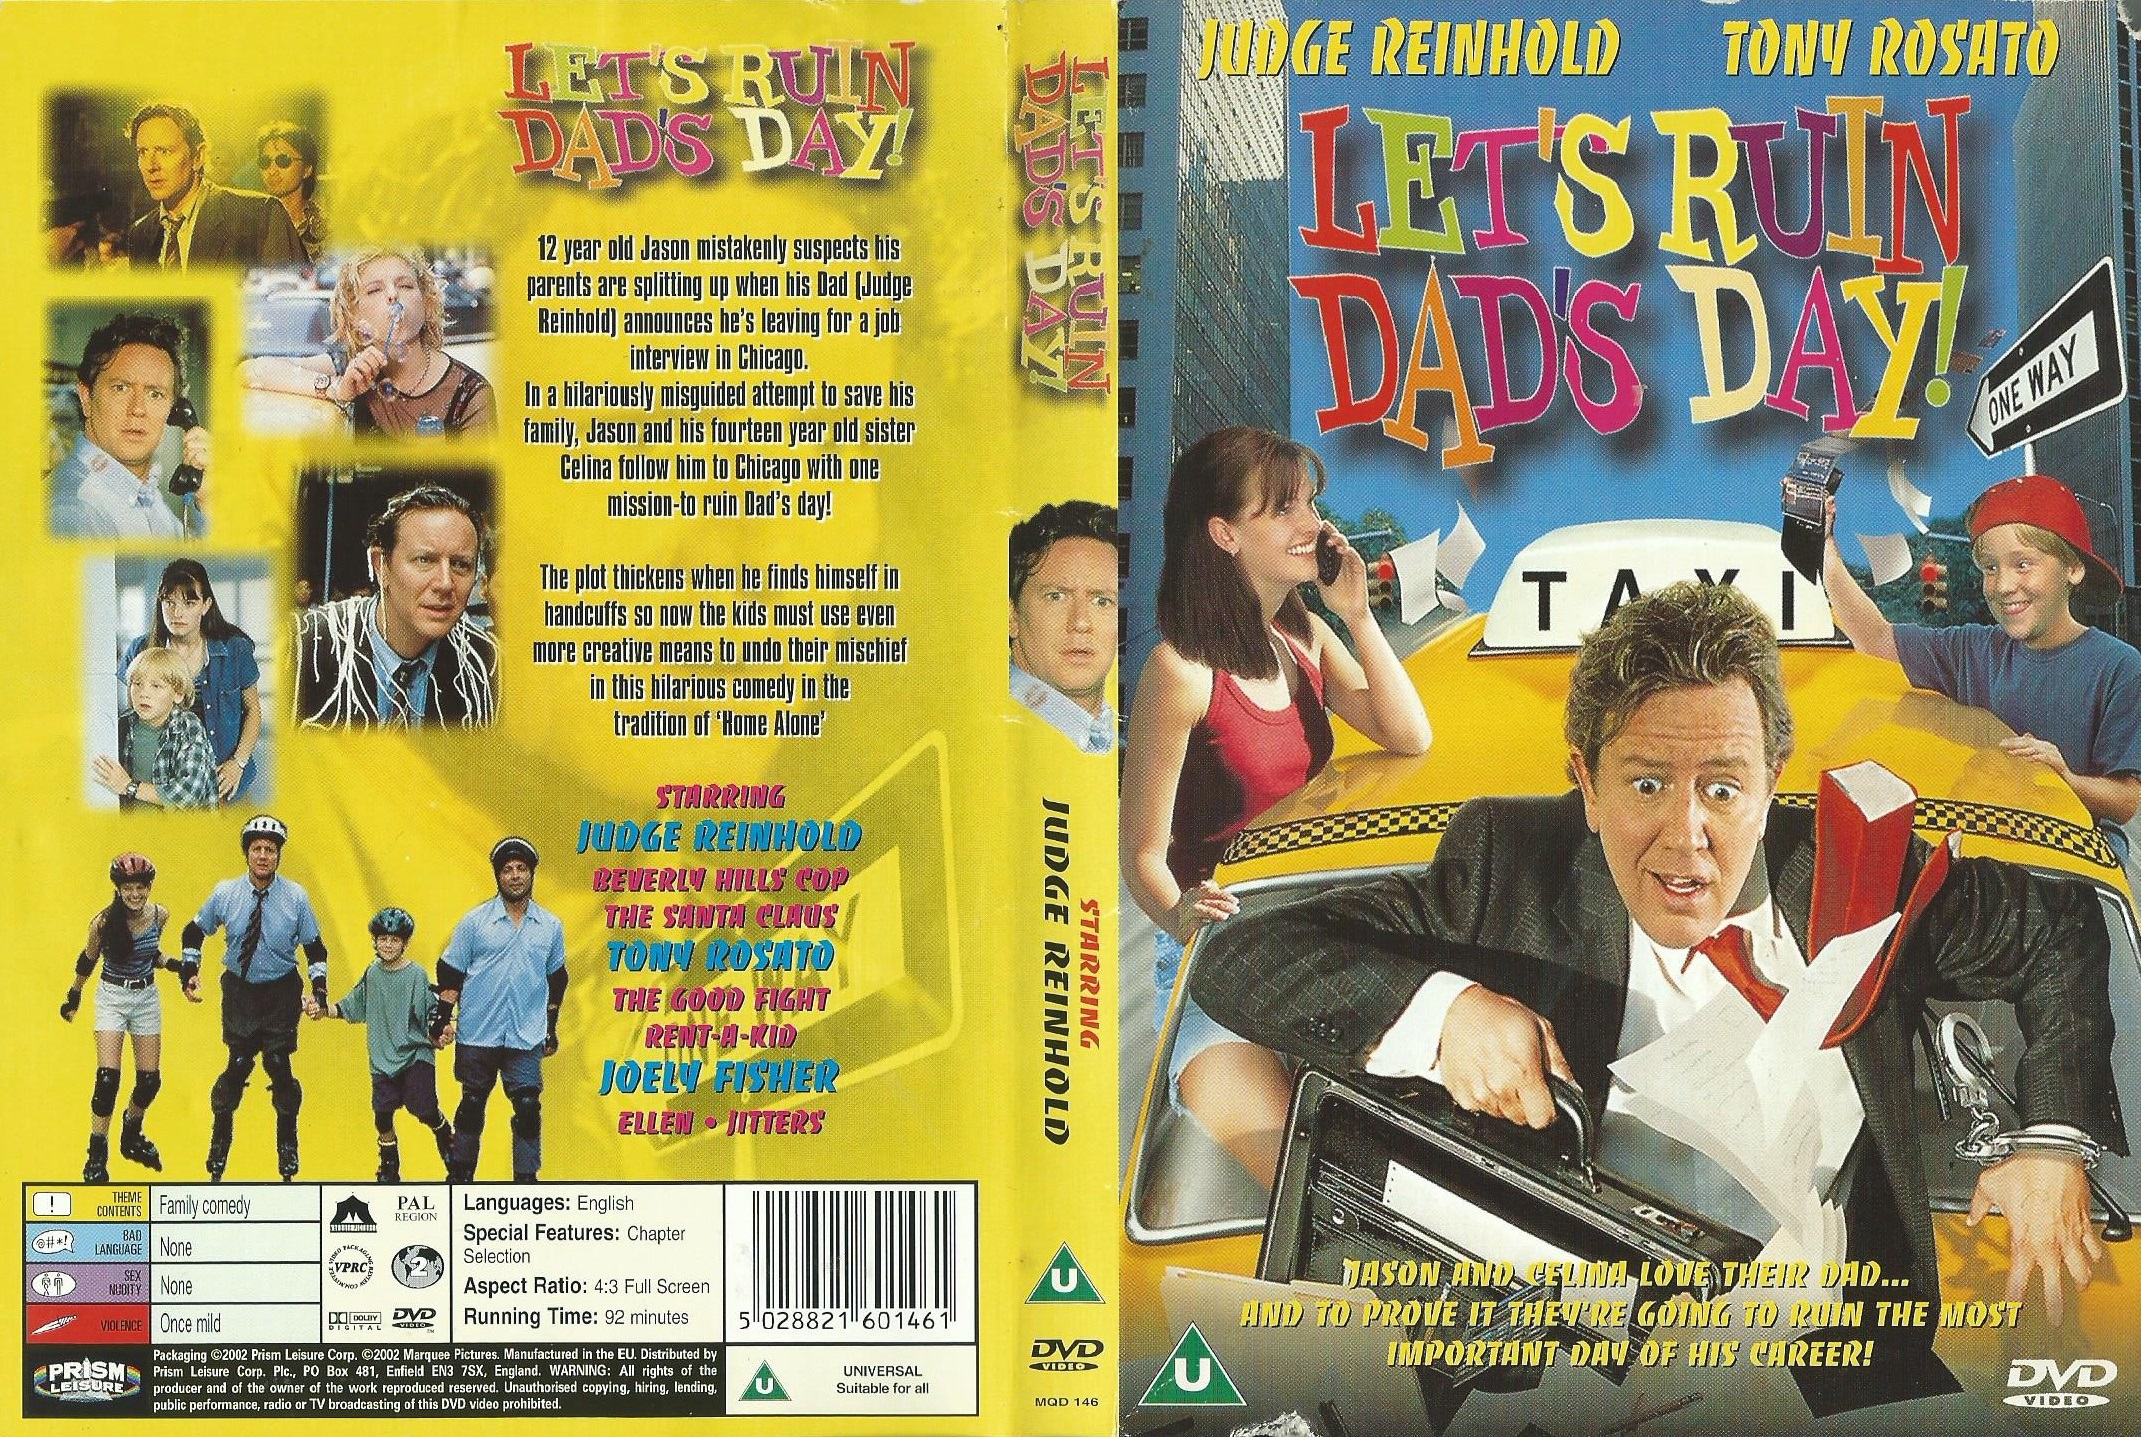 LET'S RUIN
DAD'S DAY!
12 year old Jason mistakenly suspects his
parents are splitting up when his Dad (Judge
Reinhold) announces he's leaving for a job
interview in Chicago.
In a hilariously misguided attempt to save his
family, Jason and his fourteen year old sister
Celina follow him to Chicago with one
mission-to ruin Dad's day!
The plot thickens when he finds himself in
handcuffs so now the kids must use even
more creative means to undo their mischief
in this hilarious comedy in the
tradition of 'Home Alone'
STARRING
JUDGE REINHOLD
BEVERLY HILLS COP
THE SANTA CLAUS
TONY ROSATO
THE GOOD FIGHT
RENT-A-KID
JOELY FISHER
ELLEN • JITTERS
! THEME CONTENTS Family comedy
@#*! BAD LANGUAGE None
SEX NUDITY None
VIOLENCE Once mild
PAL
REGION
VIDEO PACKAGING REVIEW COMMITTEE
VPRC
2
DOLBY
DIGITAL
DVD
VIDEO
Languages: English
Special Features: Chapter
Selection
Aspect Ratio: 4:3 Full Screen
Running Time: 92 minutes
5 028821 601461
PRISM
LEISURE
Packaging ©2002 Prism Leisure Corp. ©2002 Marquee Pictures. Manufactured in the EU. Distributed by
Prism Leisure Corp. Plc., PO Box 481, Enfield EN3 7SX, England. WARNING: All rights of the
producer and of the owner of the work reproduced reserved. Unauthorised copying, hiring, lending,
public performance, radio or TV broadcasting of this DVD video prohibited.
U
UNIVERSAL
Suitable for all
LET'S RUIN
DAD'S DAY!
STARRING
JUDGE REINHOLD
U
DVD
VIDEO
MQD 146
JUDGE REINHOLD TONY ROSATO
LET'S RUIN
DAD'S DAY!
ONE WAY
TAXI
JASON AND CELINA LOVE THEIR DAD...
AND TO PROVE IT THEY'RE GOING TO RUIN THE MOST
IMPORTANT DAY OF HIS CAREER!
U
DVD
VIDEO